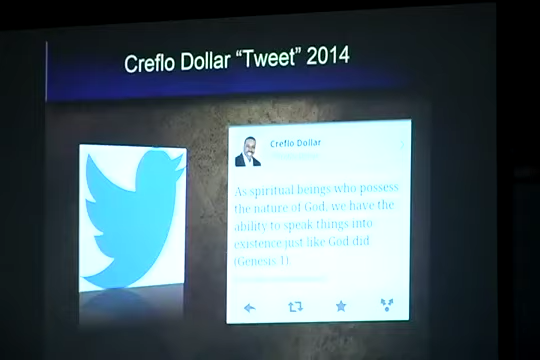 Creflo Dollar “Tweet” 2014
Creflo Dollar
As spiritual beings who possess
the nature of God, we have the
ability to speak things into
existence just like God did
(Genesis 1)